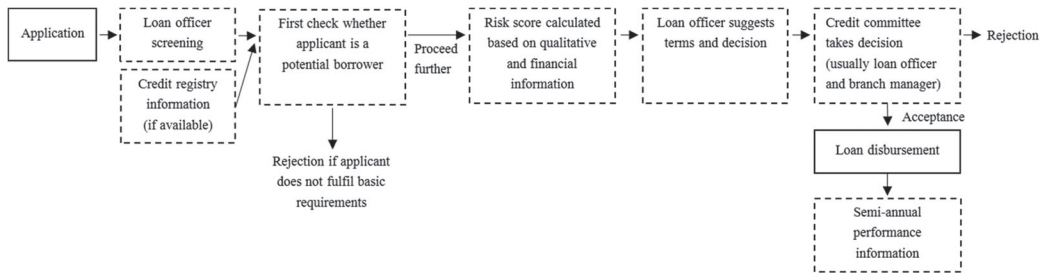 Application
Loan officer
screening
Credit registry
information
(if available)
First check whether
applicant is a
potential borrower
Rejection if applicant
does not fulfil basic
requirements
Proceed
further
Risk score calculated
based on qualitative
and financial
information
Loan officer suggests
terms and decision
Credit committee
takes decision
(usually loan officer
and branch manager)
Rejection
Acceptance
Loan disbursement
Semi-annual
performance
information